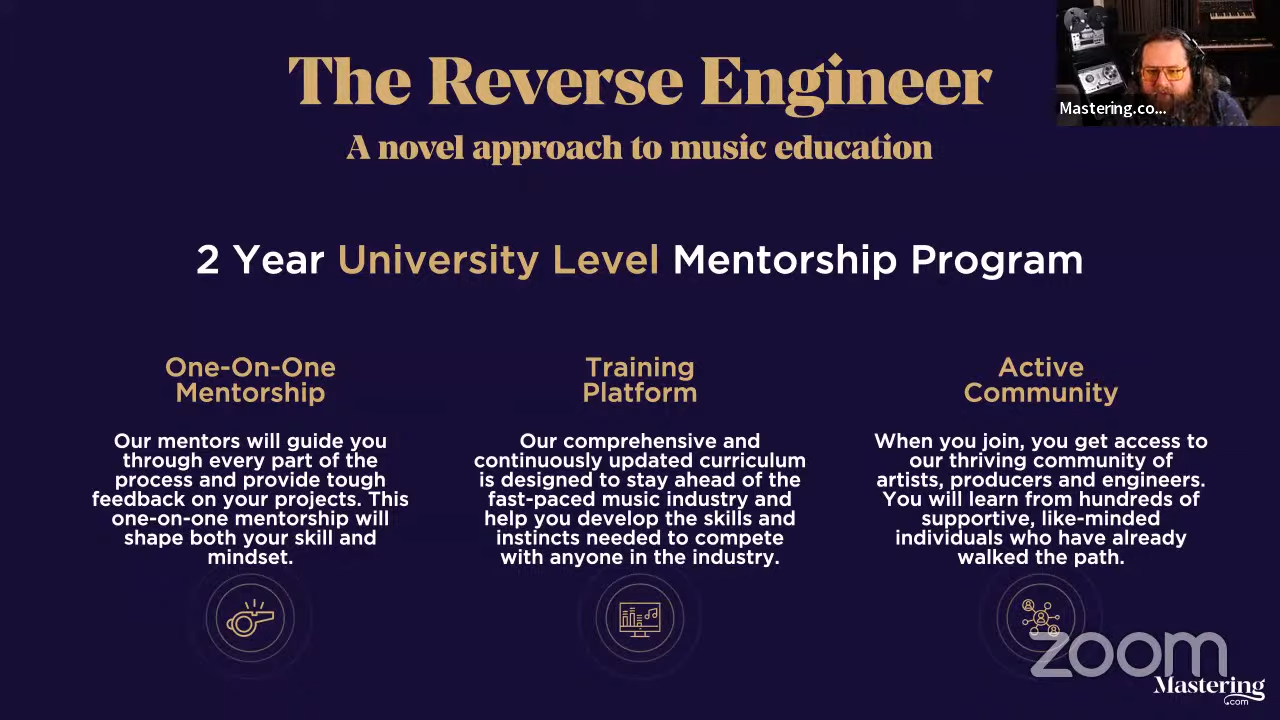 The Reverse Engineer
A novel approach to music education
Mastering.co...
2 Year University Level Mentorship Program
One-On-One
Mentorship
Our mentors will guide you
through every part of the
process and provide tough
feedback on your projects. This
one-on-one mentorship will
shape both your skill and
mindset.
Training
Platform
Our comprehensive and
continuously updated curriculum
is designed to stay ahead of the
fast-paced music industry and
help you develop the skills and
instincts needed to compete
with anyone in the industry.
Active
Community
When you join, you get access to
our thriving community of
artists, producers and engineers.
You will learn from hundreds of
supportive, like-minded
individuals who have already
walked the path.
zoom
Mastering
.com